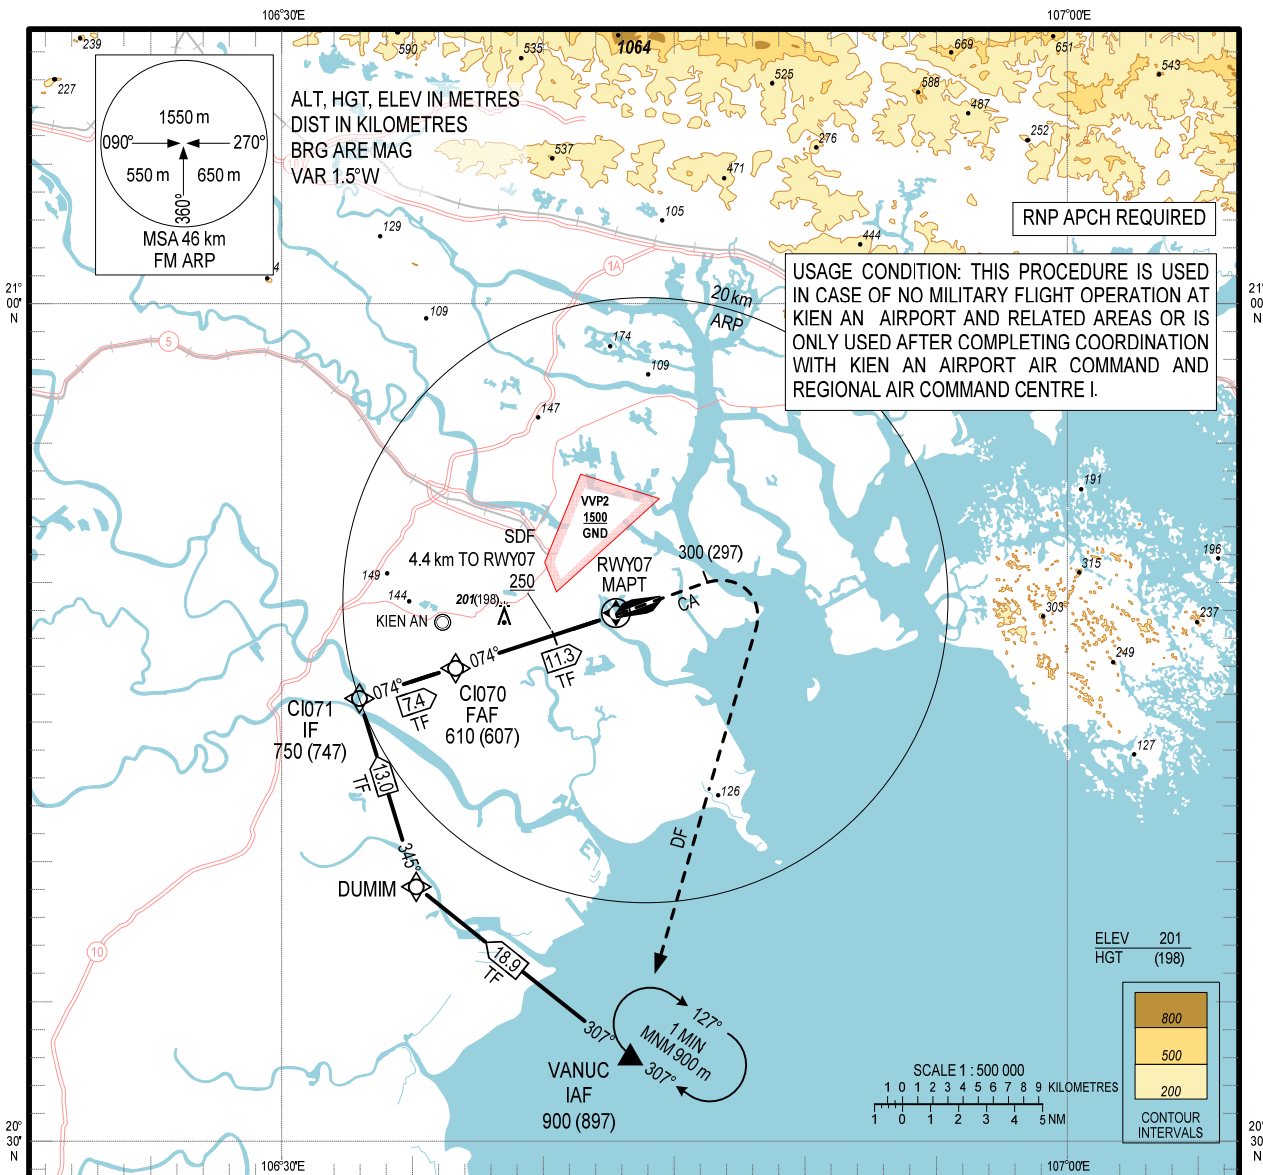 106°30'E
107°00'E
239
590
535
1064
669
651
543
227
525
588
487
276
252
537
471
ALT, HGT, ELEV IN METRES
DIST IN KILOMETRES
BRG ARE MAG
VAR 1.5°W
1550 m
090°
270°
550 m
650 m
360°
MSA 46 km
FM ARP
4
129
105
444
RNP APCH REQUIRED
1A
USAGE CONDITION: THIS PROCEDURE IS USED
IN CASE OF NO MILITARY FLIGHT OPERATION AT
KIEN AN AIRPORT AND RELATED AREAS OR IS
ONLY USED AFTER COMPLETING COORDINATION
WITH KIEN AN AIRPORT AIR COMMAND AND
REGIONAL AIR COMMAND CENTRE I.
21°
00'
N
21°
00'
N
20 km
ARP
109
5
174
109
147
191
VVP2
1500
GND
SDF
4.4 km TO RWY07
250
RWY07
MAPT
300 (297)
196
149
315
144
201(198)
CA
303
237
KIEN AN
249
074°
11.3
TF
074°
7.4
TF
CI070
FAF
610 (607)
CI071
IF
750 (747)
127
13.0
TF
126
DF
345°
DUMIM
10
18.9
TF
ELEV 201
HGT (198)
307°
127°
1 MIN
MNM 900 m
307°
VANUC
IAF
900 (897)
800
500
200
CONTOUR
INTERVALS
SCALE 1 : 500 000
1 0 1 2 3 4 5 6 7 8 9 KILOMETRES
1 0 1 2 3 4 5 NM
20°
30'
N
20°
30'
N
106°30'E
107°00'E